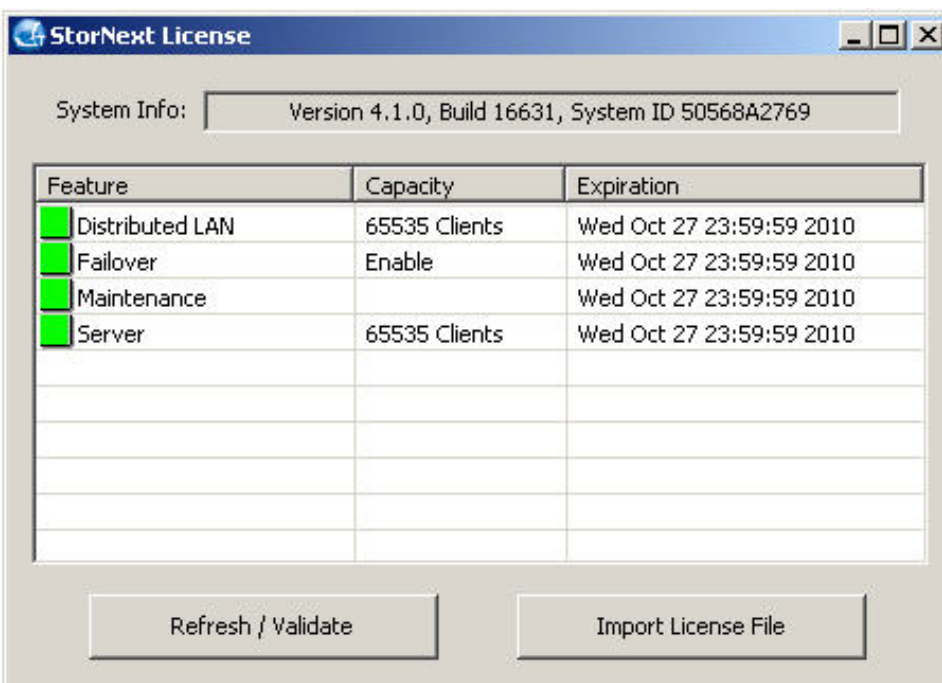 StorNext License
System Info: Version 4.1.0, Build 16631, System ID 50568A2769
Feature Capacity Expiration
Distributed LAN 65535 Clients Wed Oct 27 23:59:59 2010
Failover Enable Wed Oct 27 23:59:59 2010
Maintenance Wed Oct 27 23:59:59 2010
Server 65535 Clients Wed Oct 27 23:59:59 2010
Refresh / Validate Import License File